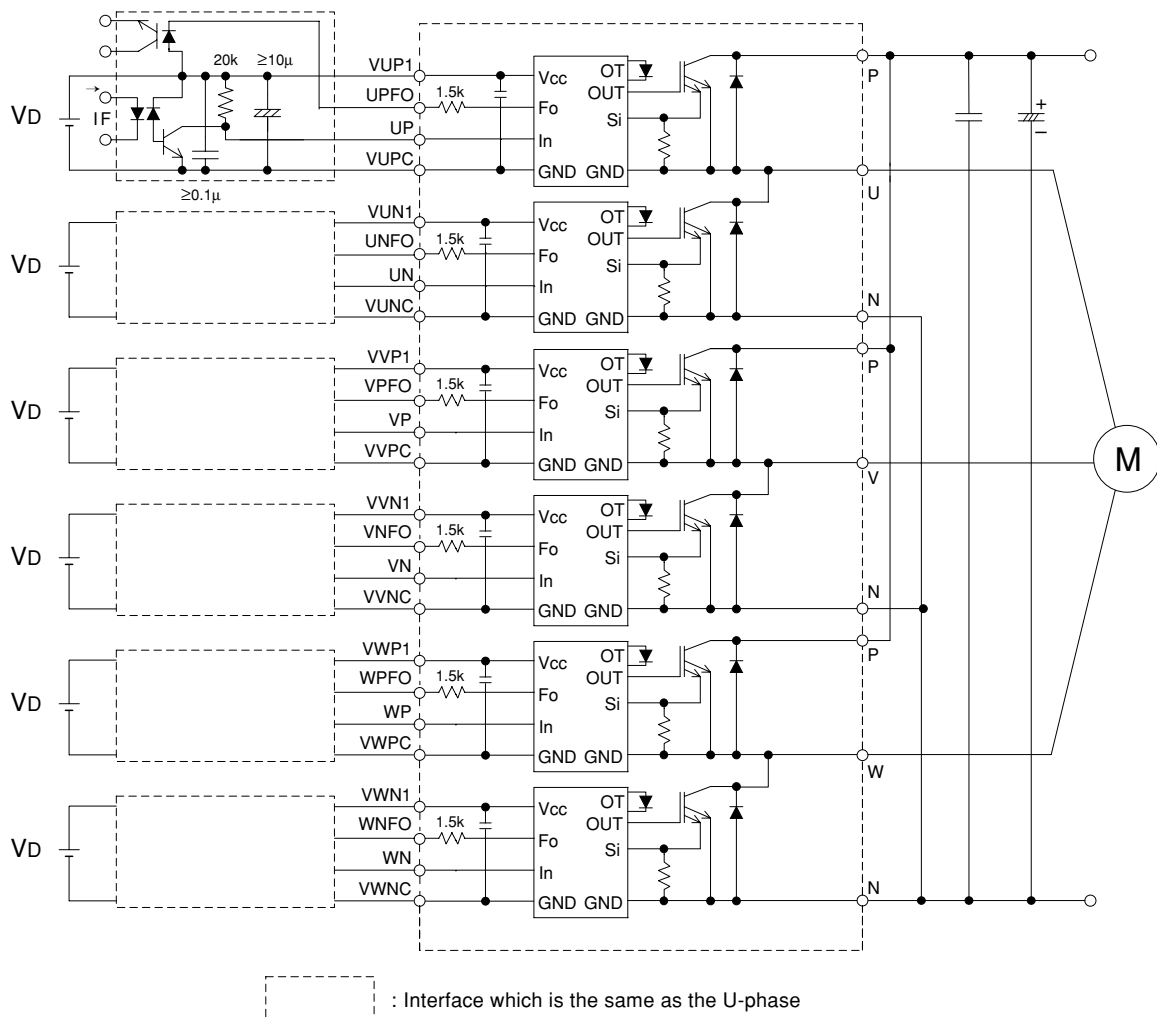 20k ≥10µ
VD IF ≥0.1µ
VUP1 Vcc OT P
UPFO 1.5k Fo OUT
UP In Si
VUPC GND GND U
VD
VUN1 Vcc OT
UNFO 1.5k Fo OUT
UN In Si
VUNC GND GND N
VD
VVP1 Vcc OT P
VPFO 1.5k Fo OUT
VP In Si
VVPC GND GND V
M
VD
VVN1 Vcc OT
VNFO 1.5k Fo OUT
VN In Si
VVNC GND GND N
VD
VWP1 Vcc OT P
WPFO 1.5k Fo OUT
WP In Si
VWPC GND GND W
VD
VWN1 Vcc OT
WNFO 1.5k Fo OUT
WN In Si
VWNC GND GND N
+
–
: Interface which is the same as the U-phase